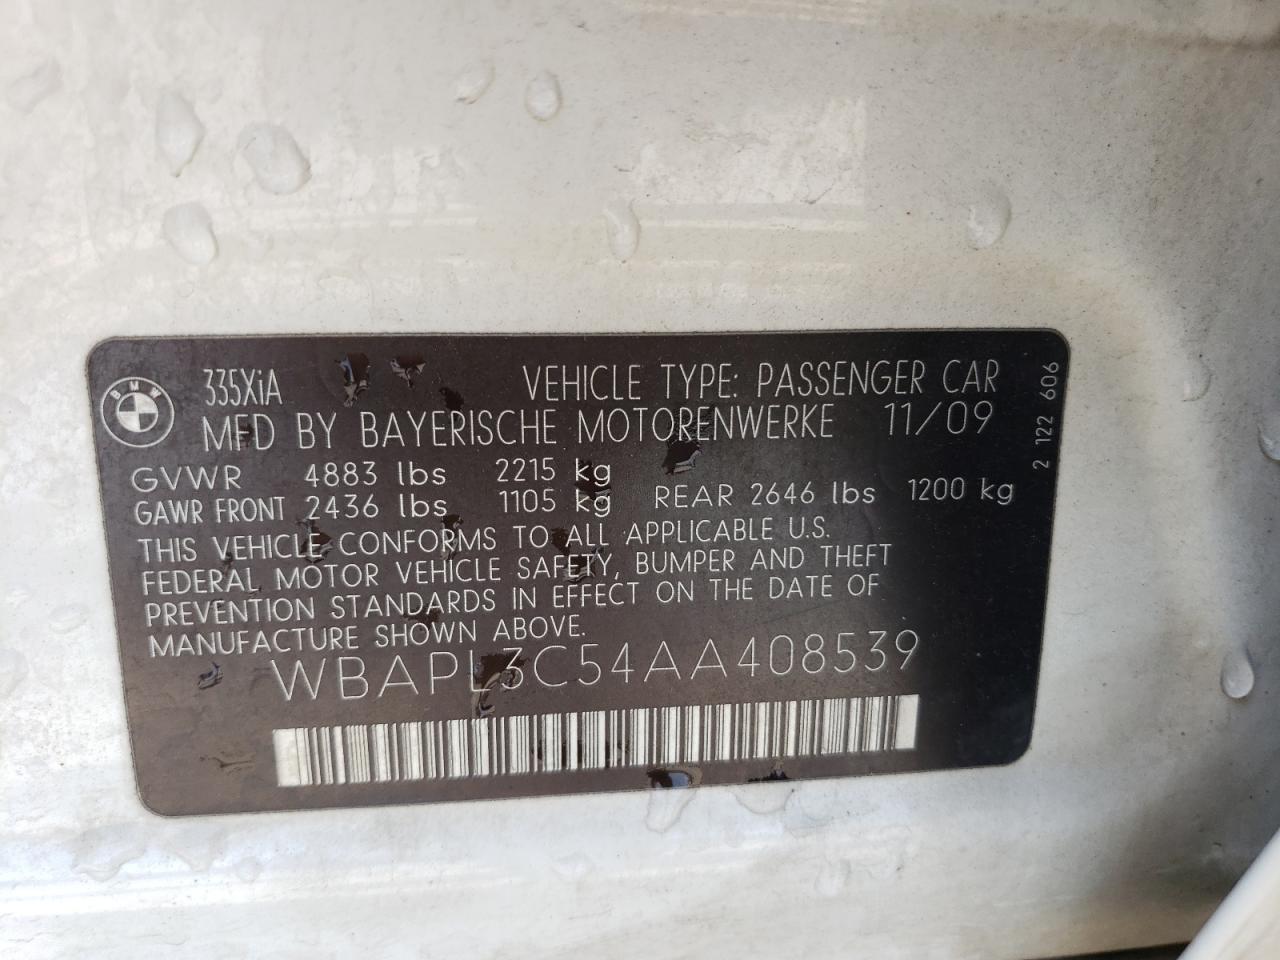 BMW
335XiA VEHICLE TYPE: PASSENGER CAR
MFD BY BAYERISCHE MOTORENWERKE 11/09
GVWR 4883 lbs 2215 kg
GAWR FRONT 2436 lbs 1105 kg REAR 2646 lbs 1200 kg
THIS VEHICLE CONFORMS TO ALL APPLICABLE U.S.
FEDERAL MOTOR VEHICLE SAFETY, BUMPER AND THEFT
PREVENTION STANDARDS IN EFFECT ON THE DATE OF
MANUFACTURE SHOWN ABOVE.
WBAPL3C54AA408539
2 122 606